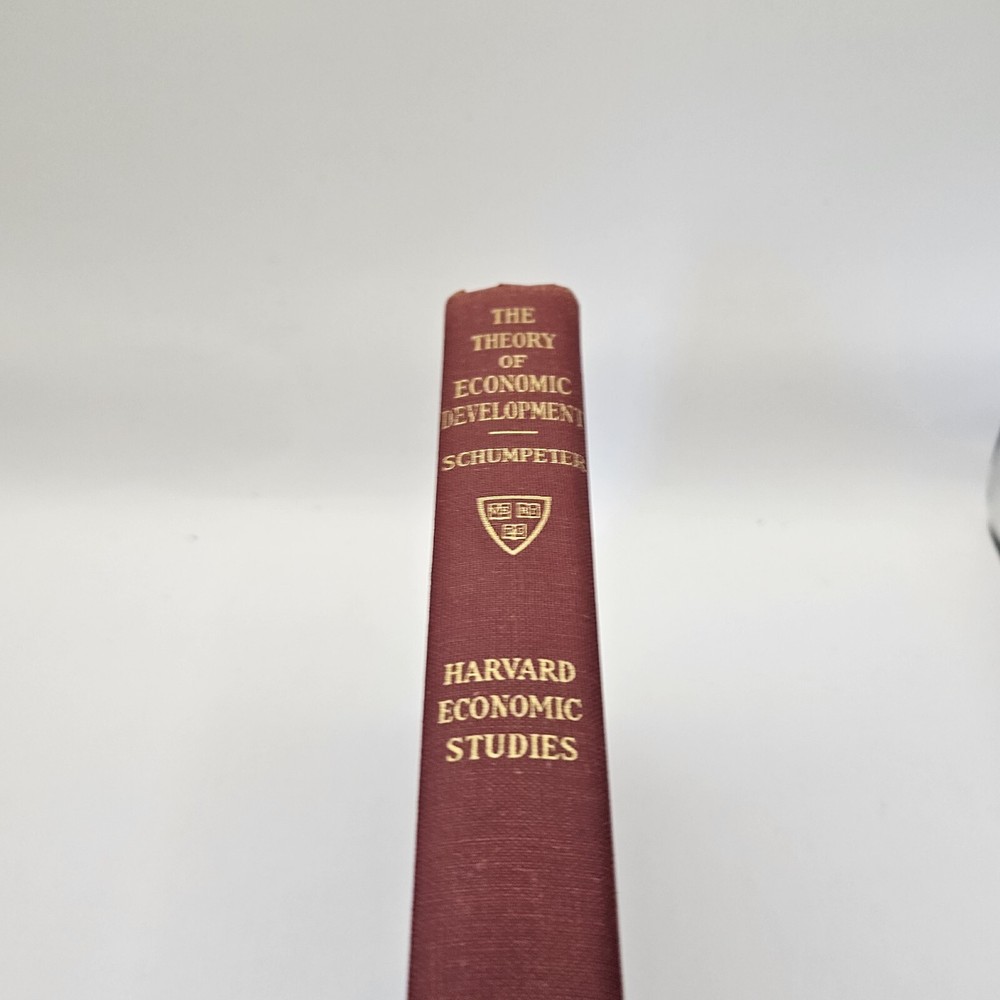 THE
THEORY
OF
ECONOMIC
DEVELOPMENT
SCHUMPETER
HARVARD
ECONOMIC
STUDIES